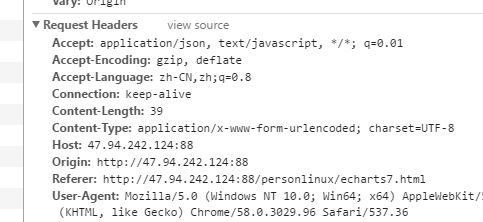 Vary: Origin
Request Headers view source
Accept: application/json, text/javascript, */*; q=0.01
Accept-Encoding: gzip, deflate
Accept-Language: zh-CN,zh;q=0.8
Connection: keep-alive
Content-Length: 39
Content-Type: application/x-www-form-urlencoded; charset=UTF-8
Host: 47.94.242.124:88
Origin: http://47.94.242.124:88
Referer: http://47.94.242.124:88/personlinux/echarts7.html
User-Agent: Mozilla/5.0 (Windows NT 10.0; Win64; x64) AppleWebKit/5
(KHTML, like Gecko) Chrome/58.0.3029.96 Safari/537.36